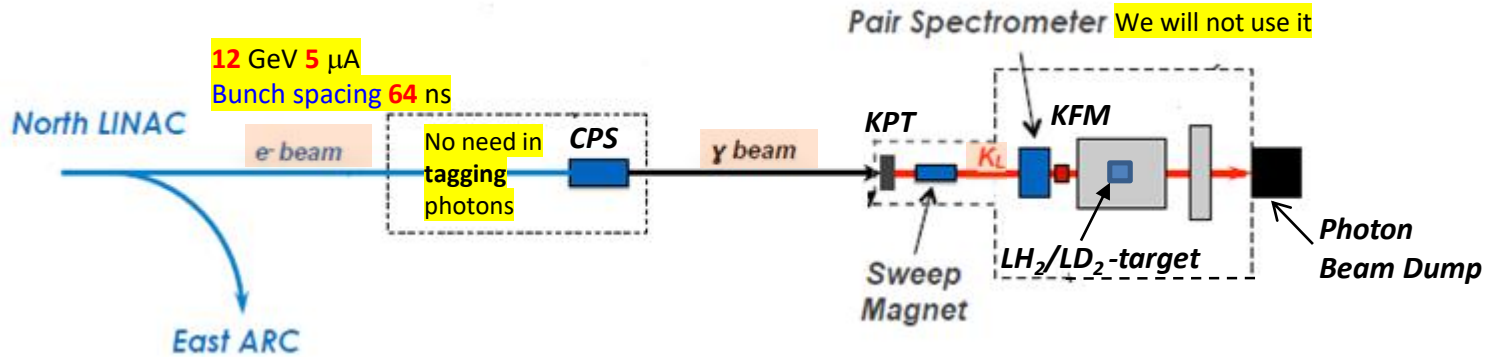 Pair Spectrometer We will not use it
12 GeV 5 μA
Bunch spacing 64 ns
North LINAC
e⁻ beam
No need in
tagging
photons
CPS
ɣ beam
KPT
K_L
KFM
LH₂/LD₂-target
Sweep
Magnet
Photon
Beam Dump
East ARC